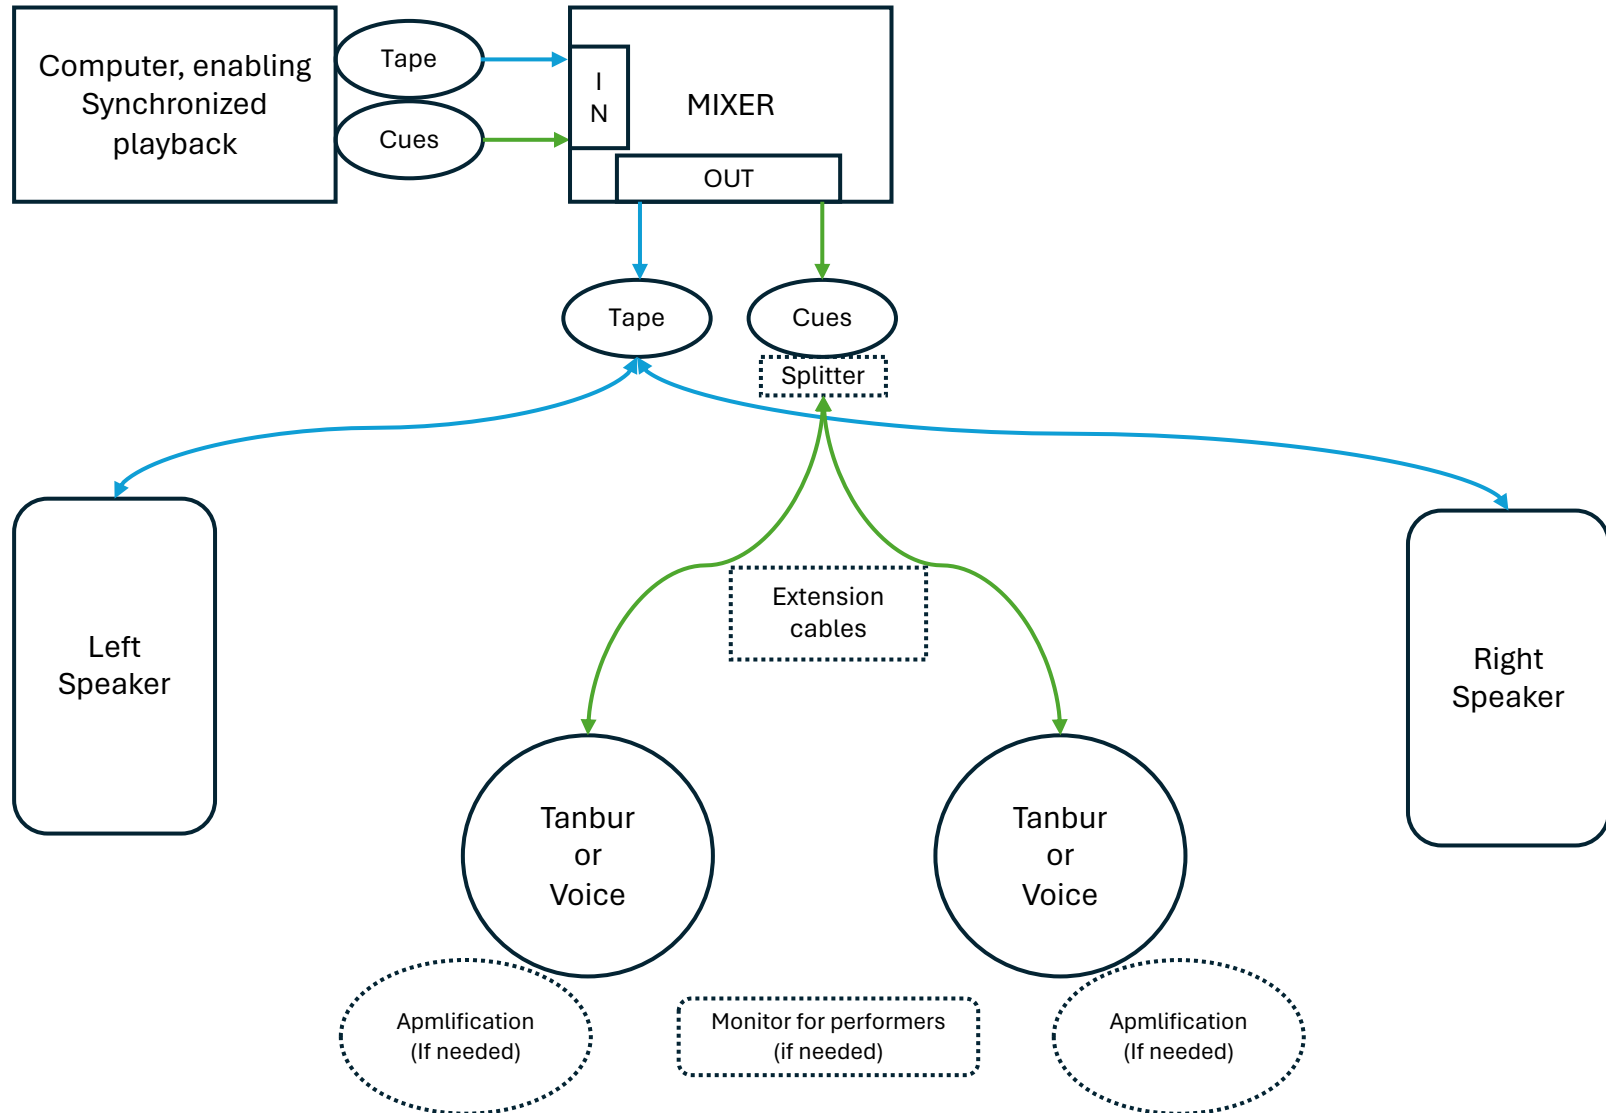 Computer, enabling
Synchronized
playback
Tape
Cues
I
N
MIXER
OUT
Tape
Cues
Splitter
Extension
cables
Left
Speaker
Right
Speaker
Tanbur
or
Voice
Tanbur
or
Voice
Apmlification
(If needed)
Monitor for performers
(if needed)
Apmlification
(If needed)